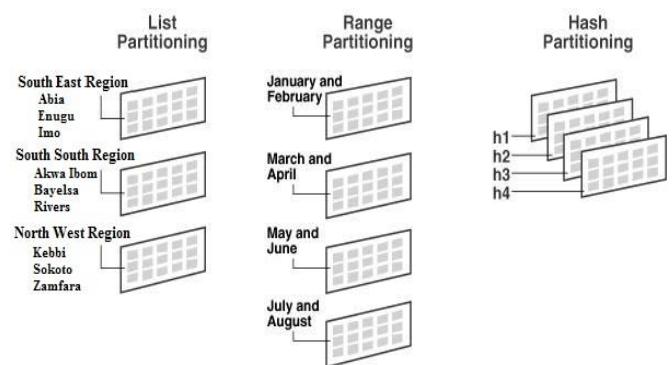 List
Partitioning
South East Region
Abia
Enugu
Imo
South South Region
Akwa Ibom
Bayelsa
Rivers
North West Region
Kebbi
Sokoto
Zamfara
Range
Partitioning
January and
February
March and
April
May and
June
July and
August
Hash
Partitioning
h1
h2
h3
h4